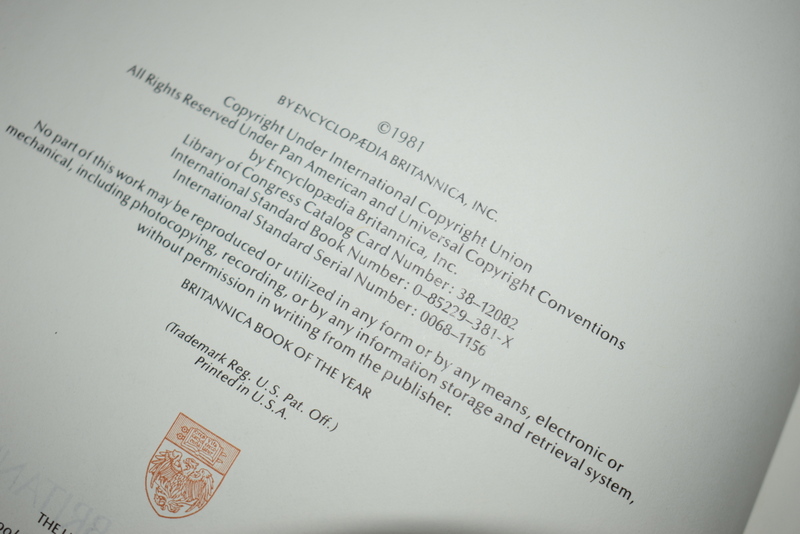 ©1981
BY ENCYCLOPÆDIA BRITANNICA, INC.
Copyright Under International Copyright Union
All Rights Reserved Under Pan American and Universal Copyright Conventions
by Encyclopædia Britannica, Inc.
Library of Congress Catalog Card Number: 38-12082
International Standard Book Number: 0–85229–381-X
International Standard Serial Number: 0068–1156
No part of this work may be reproduced or utilized in any form or by any means, electronic or
mechanical, including photocopying, recording, or by any information storage and retrieval system,
without permission in writing from the publisher.
BRITANNICA BOOK OF THE YEAR
(Trademark Reg. U.S. Pat. Off.)
Printed in U.S.A.
THE